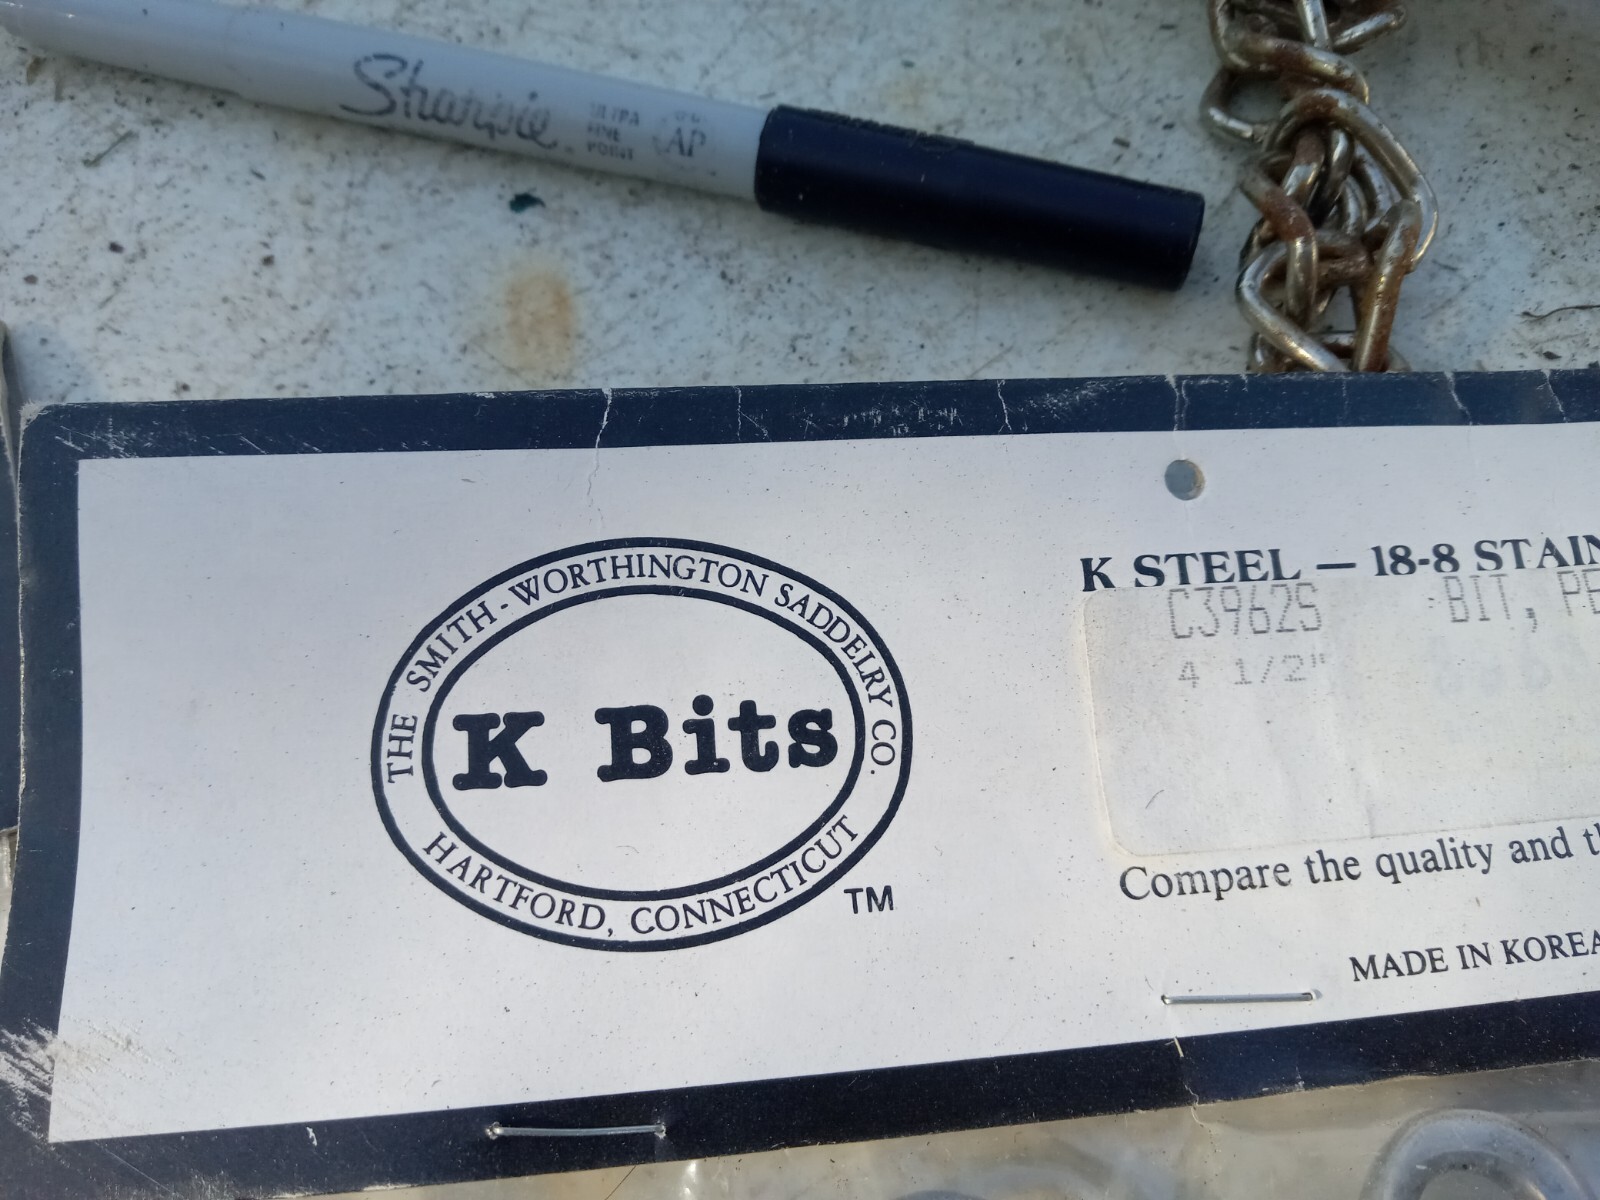 Sharpie
ULTRA
FINE
POINT
AP
THE SMITH-WORTHINGTON SADDELRY CO.
K Bits
HARTFORD, CONNECTICUT
TM
K STEEL — 18-8 STAIN
C3962S BIT, PE
4 1/2"
Compare the quality and th
MADE IN KOREA